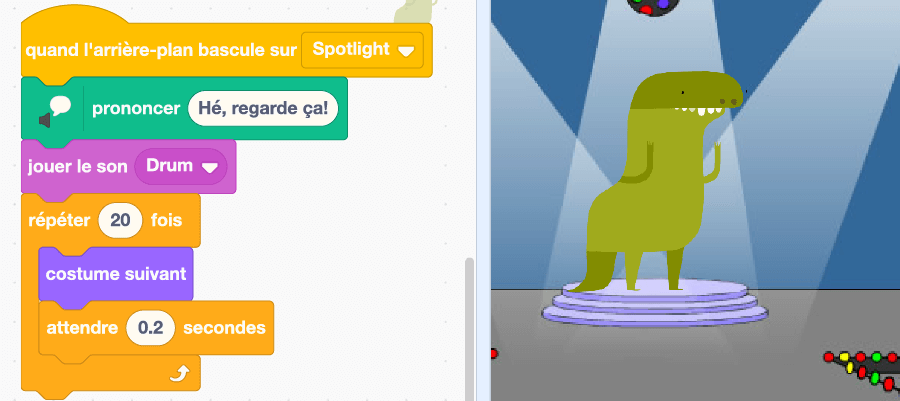 quand l'arrière-plan bascule sur Spotlight
prononcer Hé, regarde ça!
jouer le son Drum
répéter 20 fois
costume suivant
attendre 0.2 secondes